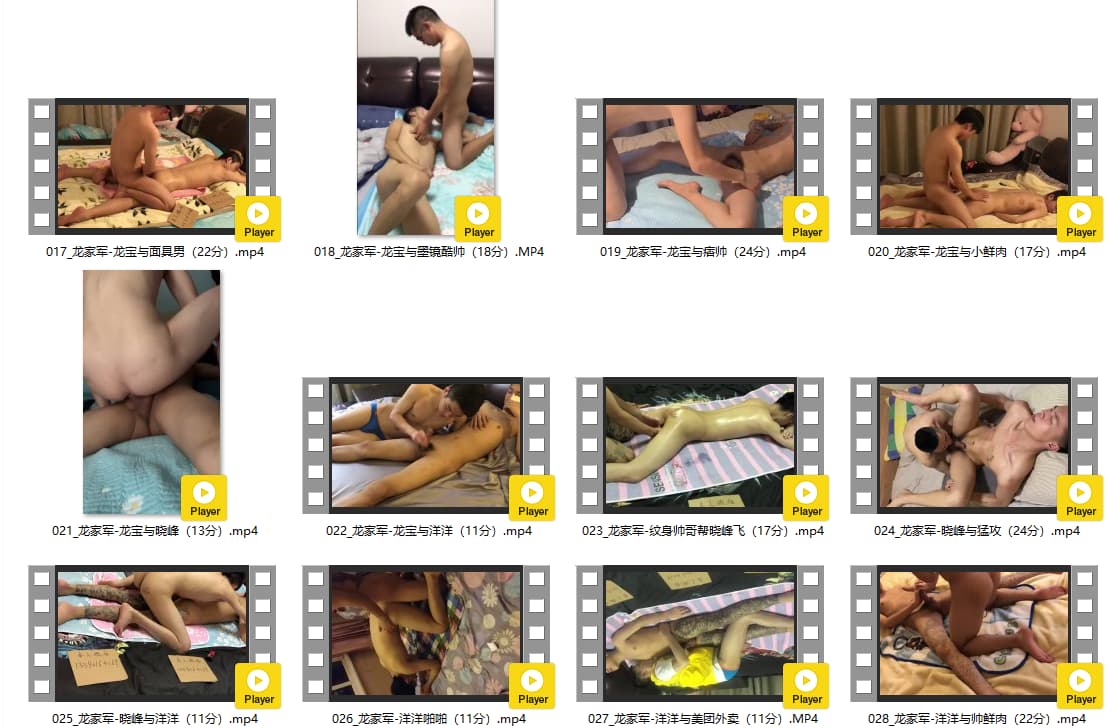 Player
Player
Player
Player
017_龙家军-龙宝与面具男（22分）.mp4
018_龙家军-龙宝与墨镜酷帅（18分）.MP4
019_龙家军-龙宝与痞帅（24分）.mp4
020_龙家军-龙宝与小鲜肉（17分）.mp4
Player
Player
Player
Player
021_龙家军-龙宝与晓峰（13分）.mp4
022_龙家军-龙宝与洋洋（11分）.mp4
023_龙家军-纹身帅哥帮晓峰飞（17分）.mp4
024_龙家军-晓峰与猛攻（24分）.mp4
Player
Player
Player
Player
025_龙家军-晓峰与洋洋（11分）.mp4
026_龙家军-洋洋啪啪（11分）.mp4
027_龙家军-洋洋与美团外卖（11分）.MP4
028_龙家军-洋洋与帅鲜肉（22分）.mp4